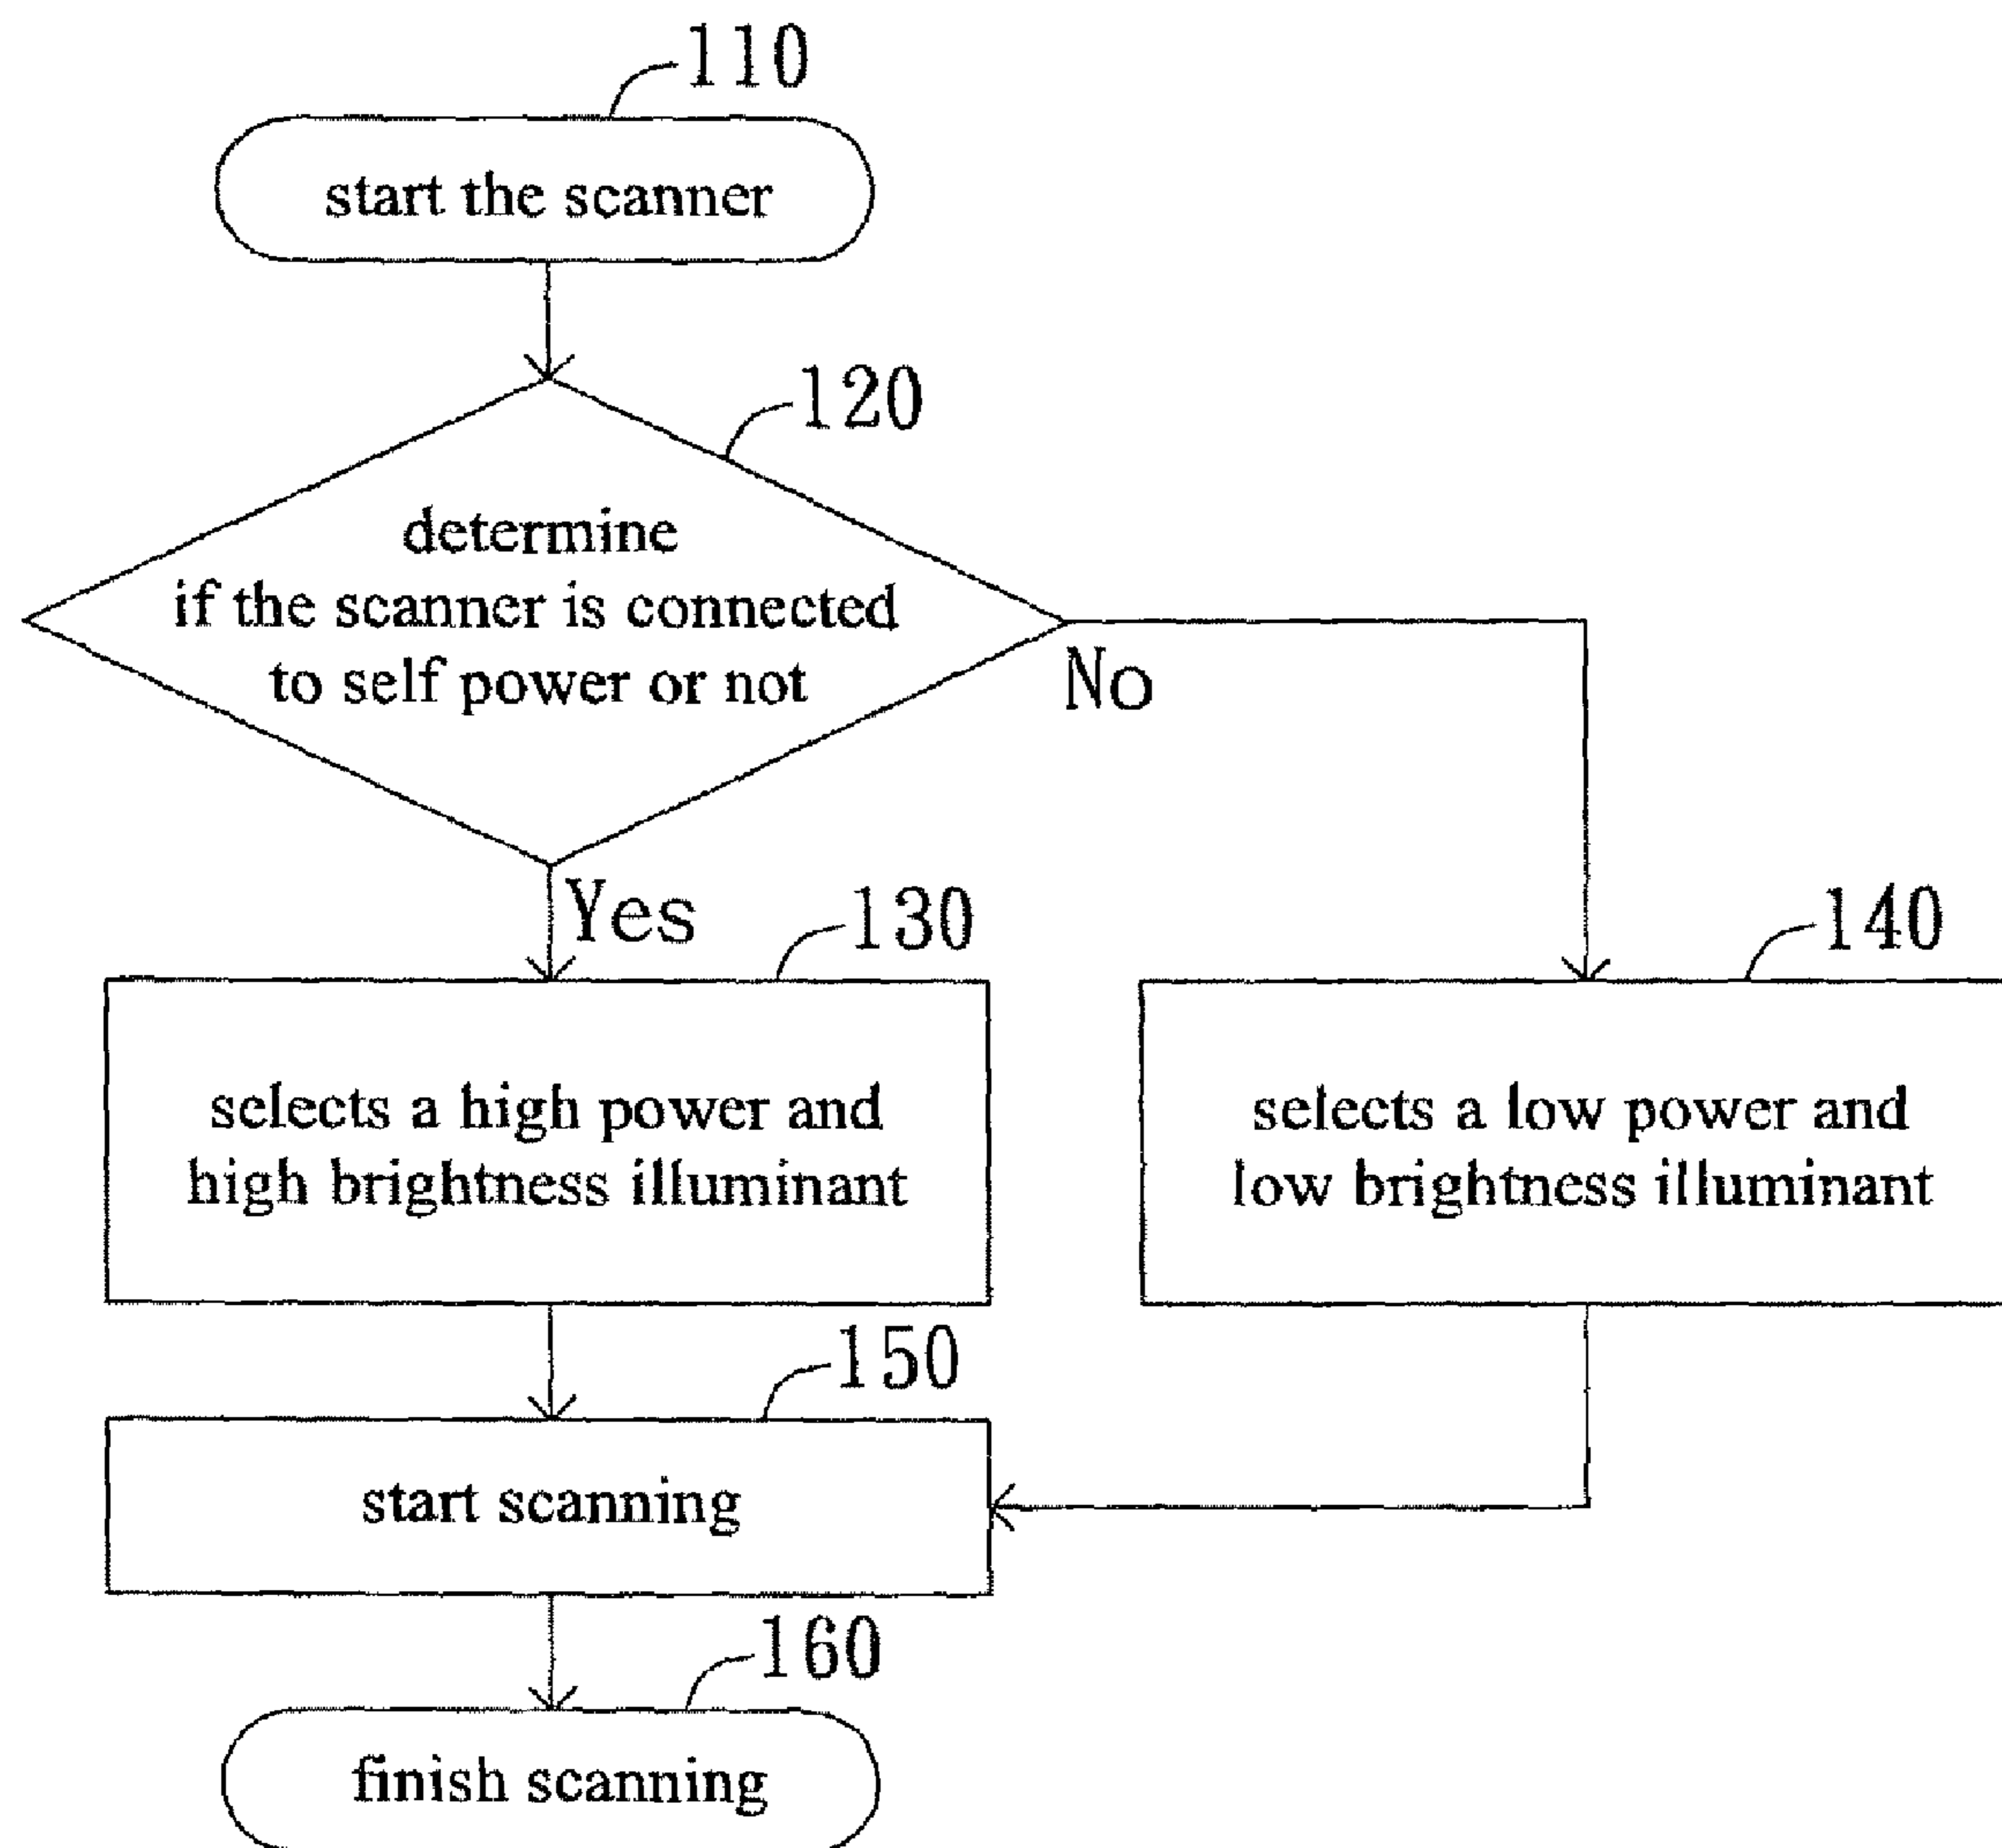 110
start the scanner
120
determine
if the scanner is connected
to self power or not
No
Yes
130
140
selects a high power and
high brightness illuminant
selects a low power and
low brightness illuminant
150
start scanning
160
finish scanning